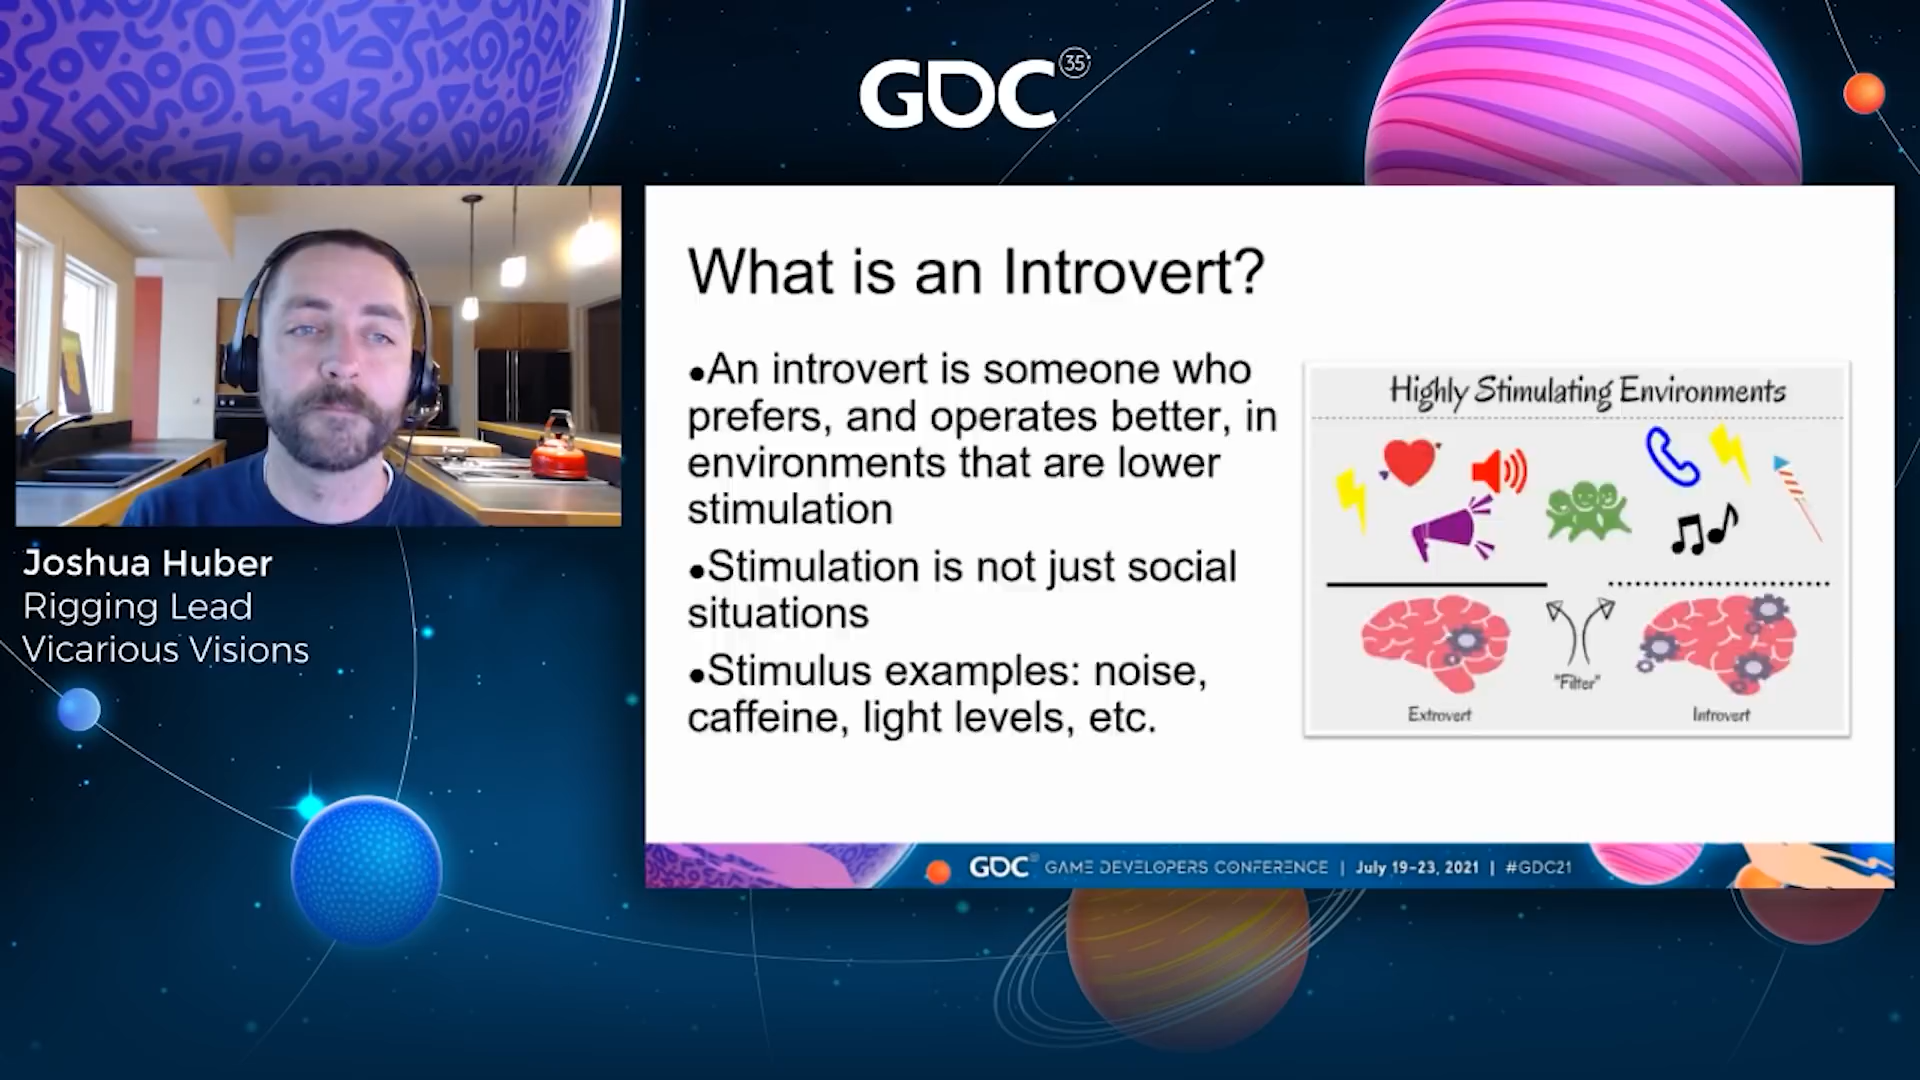 GDC 35
Joshua Huber
Rigging Lead
Vicarious Visions
What is an Introvert?
●An introvert is someone who
prefers, and operates better, in
environments that are lower
stimulation
●Stimulation is not just social
situations
●Stimulus examples: noise,
caffeine, light levels, etc.
Highly Stimulating Environments
"Filter"
Extrovert
Introvert
GDC GAME DEVELOPERS CONFERENCE | July 19-23, 2021 | #GDC21